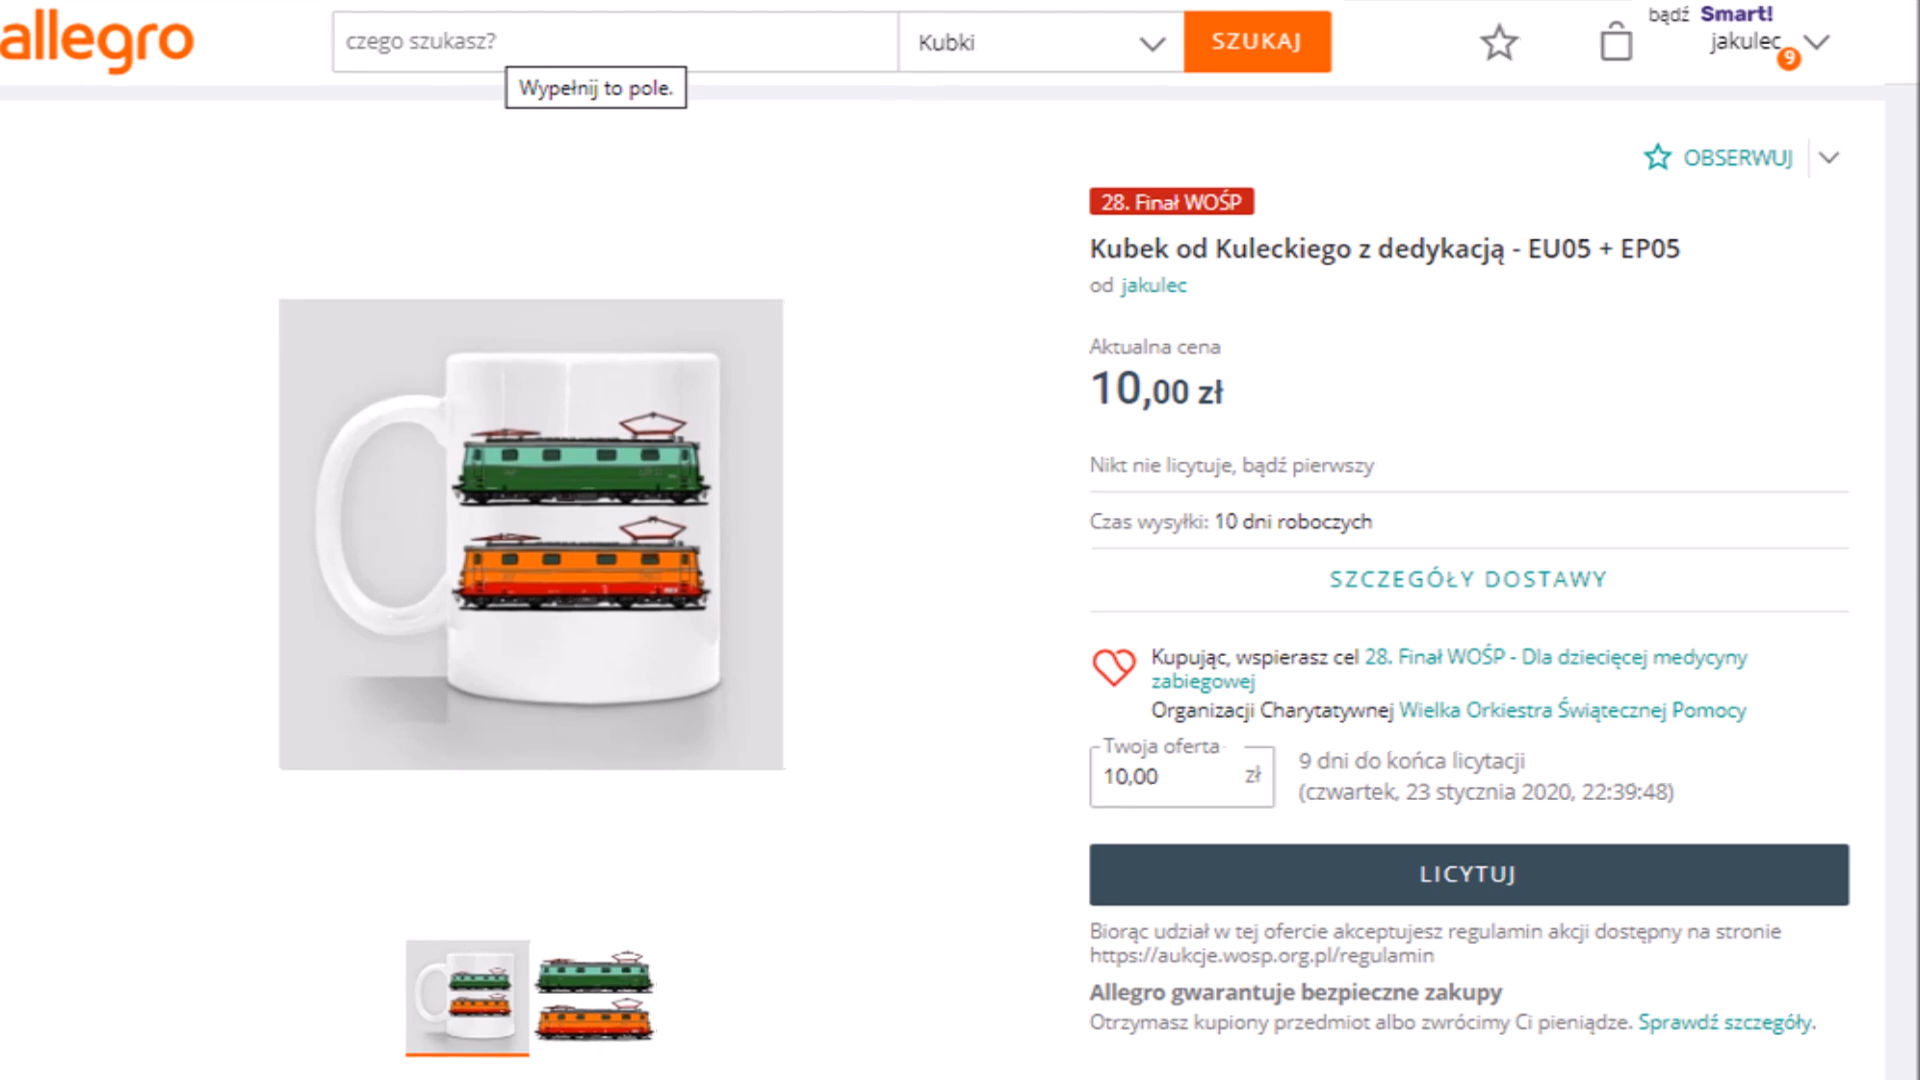 allegro
czego szukasz?
Kubki
SZUKAJ
bądź Smart!
jakulec
9
Wypełnij to pole.
OBSERWUJ
28. Finał WOŚP
Kubek od Kuleckiego z dedykacją - EU05 + EP05
od jakulec
Aktualna cena
10,00 zł
Nikt nie licytuje, bądź pierwszy
Czas wysyłki: 10 dni roboczych
SZCZEGÓŁY DOSTAWY
Kupując, wspierasz cel 28. Finał WOŚP - Dla dziecięcej medycyny
zabiegowej
Organizacji Charytatywnej Wielka Orkiestra Świątecznej Pomocy
Twoja oferta
10,00 zł
9 dni do końca licytacji
(czwartek, 23 stycznia 2020, 22:39:48)
LICYTUJ
Biorąc udział w tej ofercie akceptujesz regulamin akcji dostępny na stronie
https://aukcje.wosp.org.pl/regulamin
Allegro gwarantuje bezpieczne zakupy
Otrzymasz kupiony przedmiot albo zwrócimy Ci pieniądze. Sprawdź szczegóły.